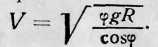 V = √(φgR / cosφ).